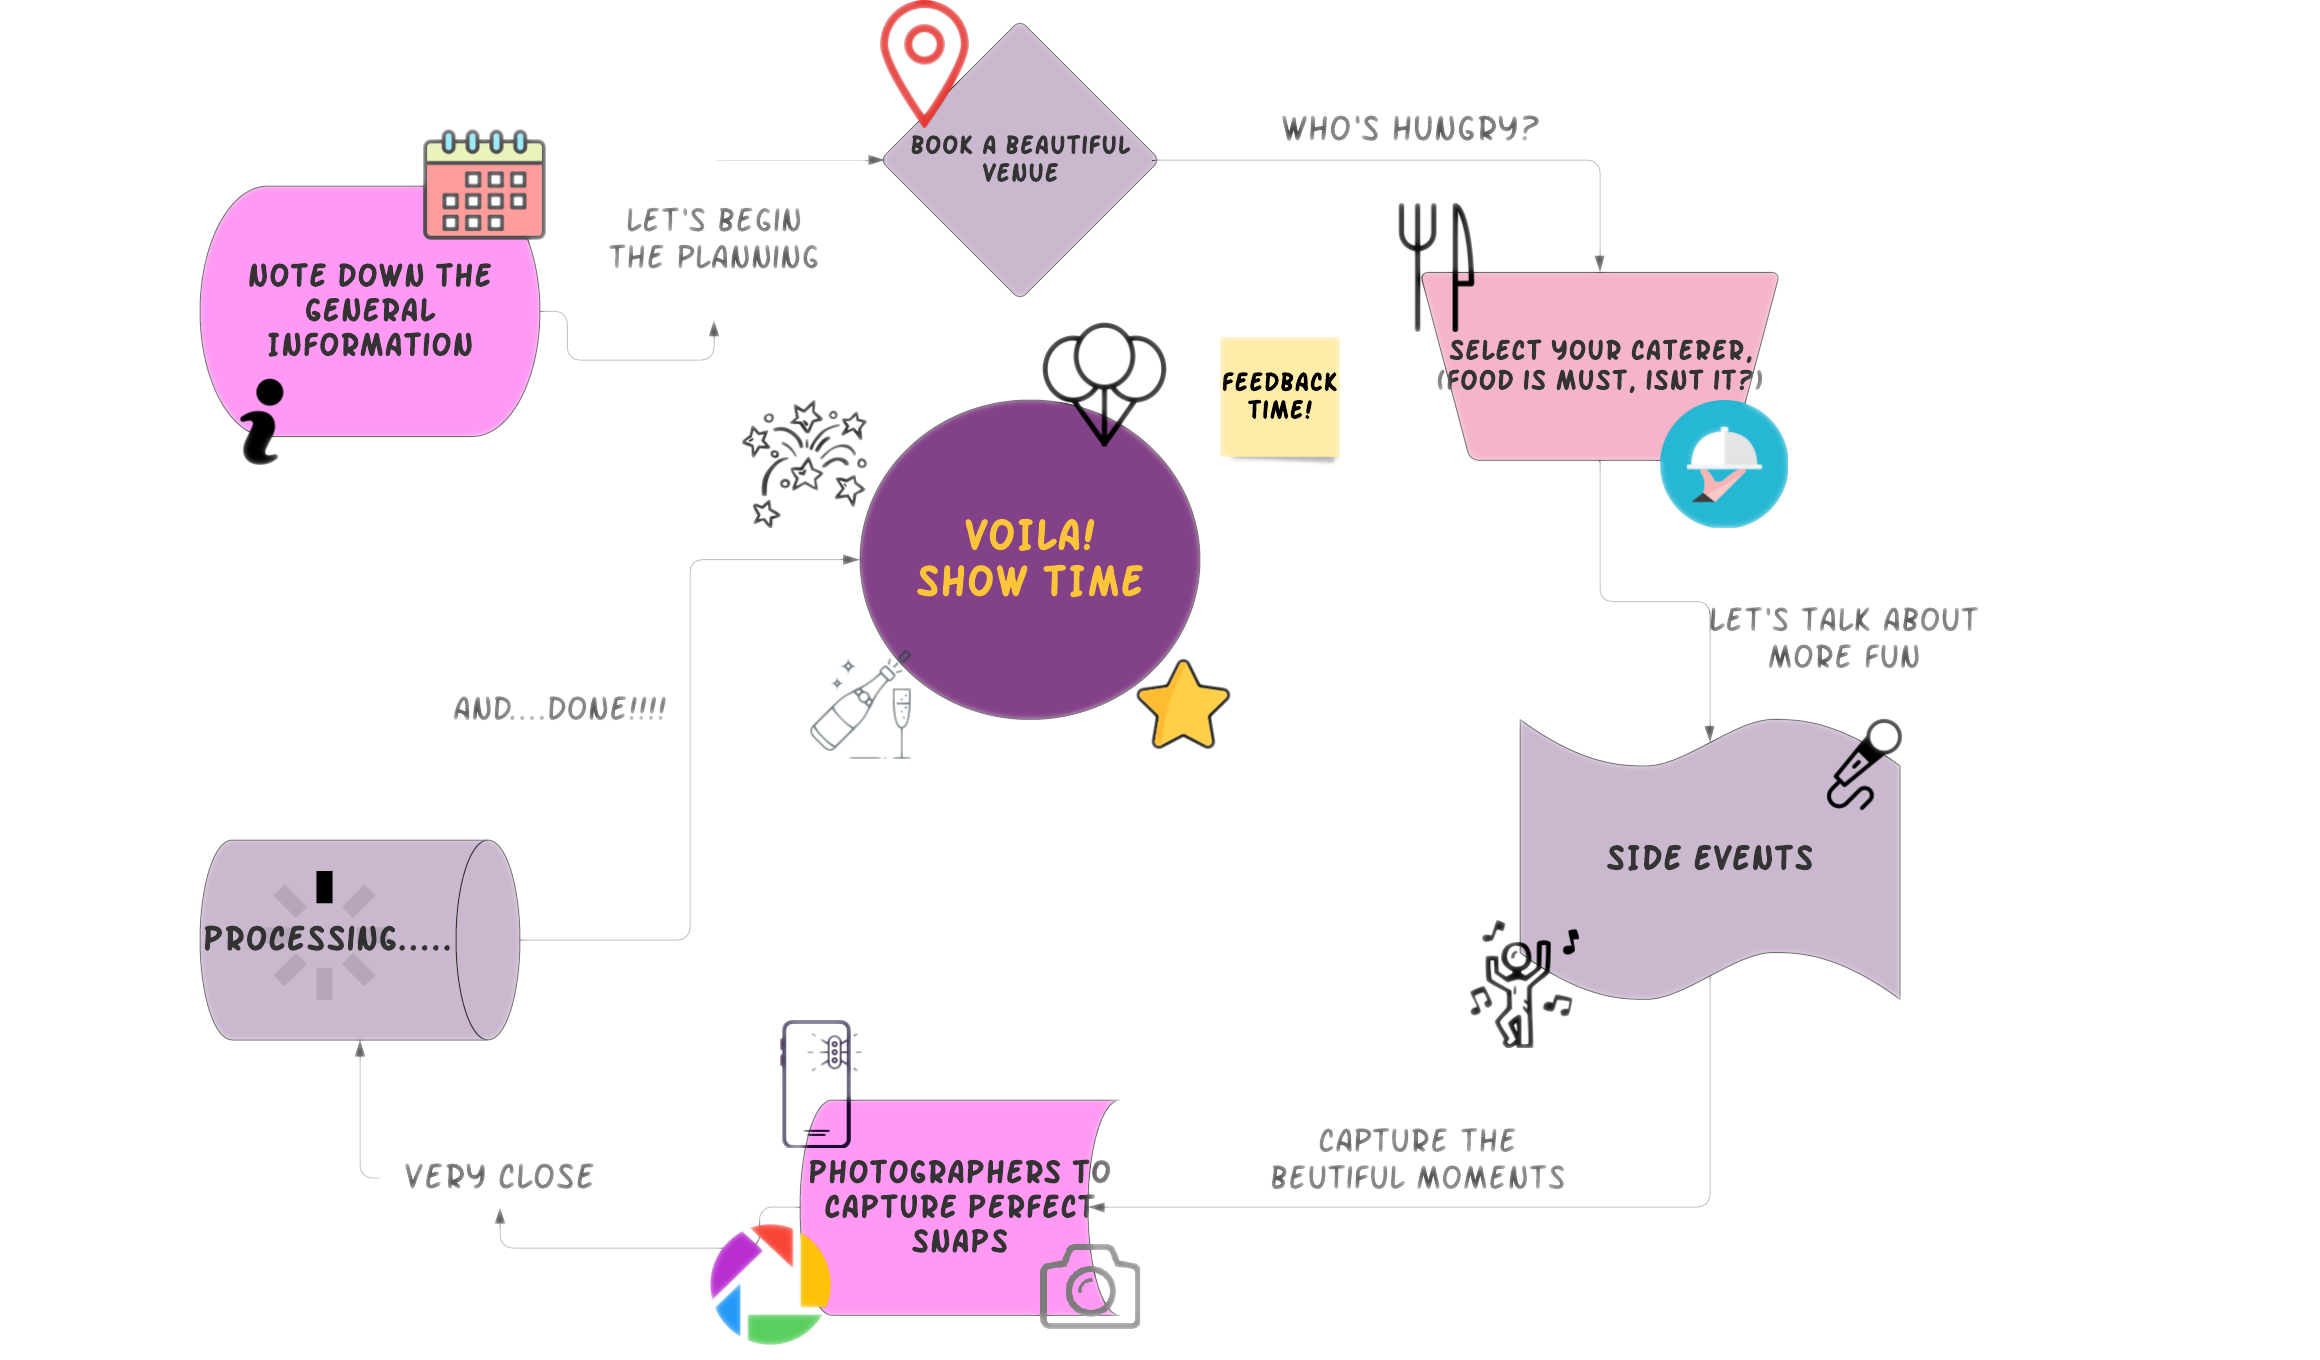 NOTE DOWN THE
GENERAL
INFORMATION
LET'S BEGIN
THE PLANNING
BOOK A BEAUTIFUL
VENUE
WHO'S HUNGRY?
SELECT YOUR CATERER,
(FOOD IS MUST, ISNT IT?)
LET'S TALK ABOUT
MORE FUN
SIDE EVENTS
CAPTURE THE
BEUTIFUL MOMENTS
PHOTOGRAPHERS TO
CAPTURE PERFECT
SNAPS
VERY CLOSE
PROCESSING.....
AND....DONE!!!!
VOILA!
SHOW TIME
FEEDBACK
TIME!